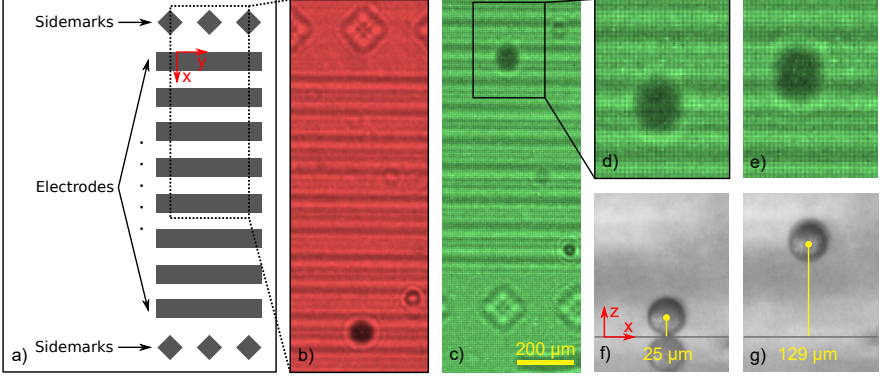 Sidemarks
y
x
Electrodes
Sidemarks
a)
b)
c)
200 µm
d)
e)
z
x
f)
25 µm
g)
129 µm